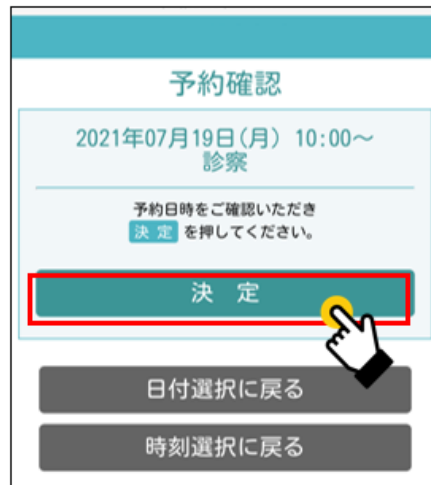 予約確認
2021年07月19日(月) 10:00～
診察
予約日時をご確認いただき
決 定 を押してください。
決 定
日付選択に戻る
時刻選択に戻る